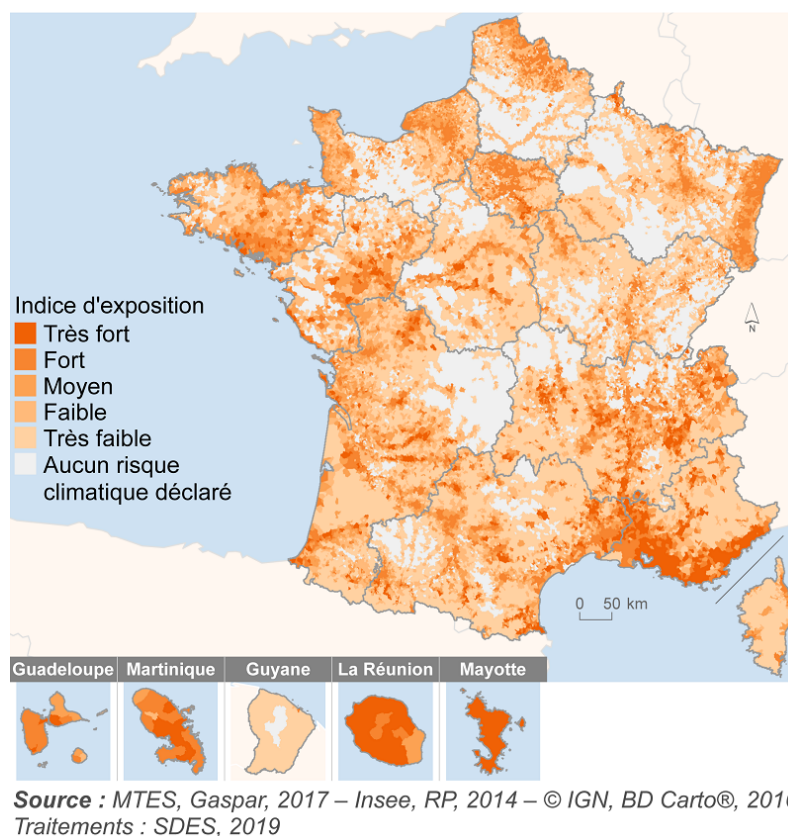 Indice d'exposition
Très fort
Fort
Moyen
Faible
Très faible
Aucun risque
climatique déclaré
N
0 50 km
Guadeloupe Martinique Guyane La Réunion Mayotte
Source : MTES, Gaspar, 2017 – Insee, RP, 2014 – © IGN, BD Carto®, 2016
Traitements : SDES, 2019